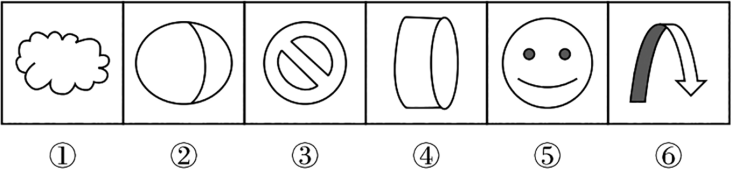 ① ② ③ ④ ⑤ ⑥